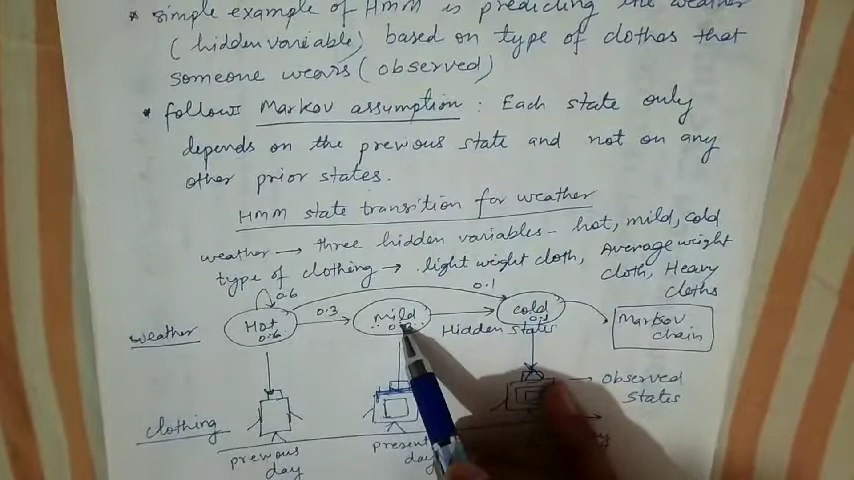 * simple example of HMM is predicting the weather
(hidden variable) based on type of clothes that
someone wears (observed)
* follows Markov assumption : Each state only
depends on the previous state and not on any
other prior states.
HMM state transition for weather
weather → three hidden variables - hot, mild, cold
type of clothing → light weight cloth, Average weight
cloth, Heavy
cloths
0.6
0.1
weather
Hot
0.6
0.3
mild
cold
Hidden states
Markov
chain
→ observed
states
clothing
previous
day
present
day